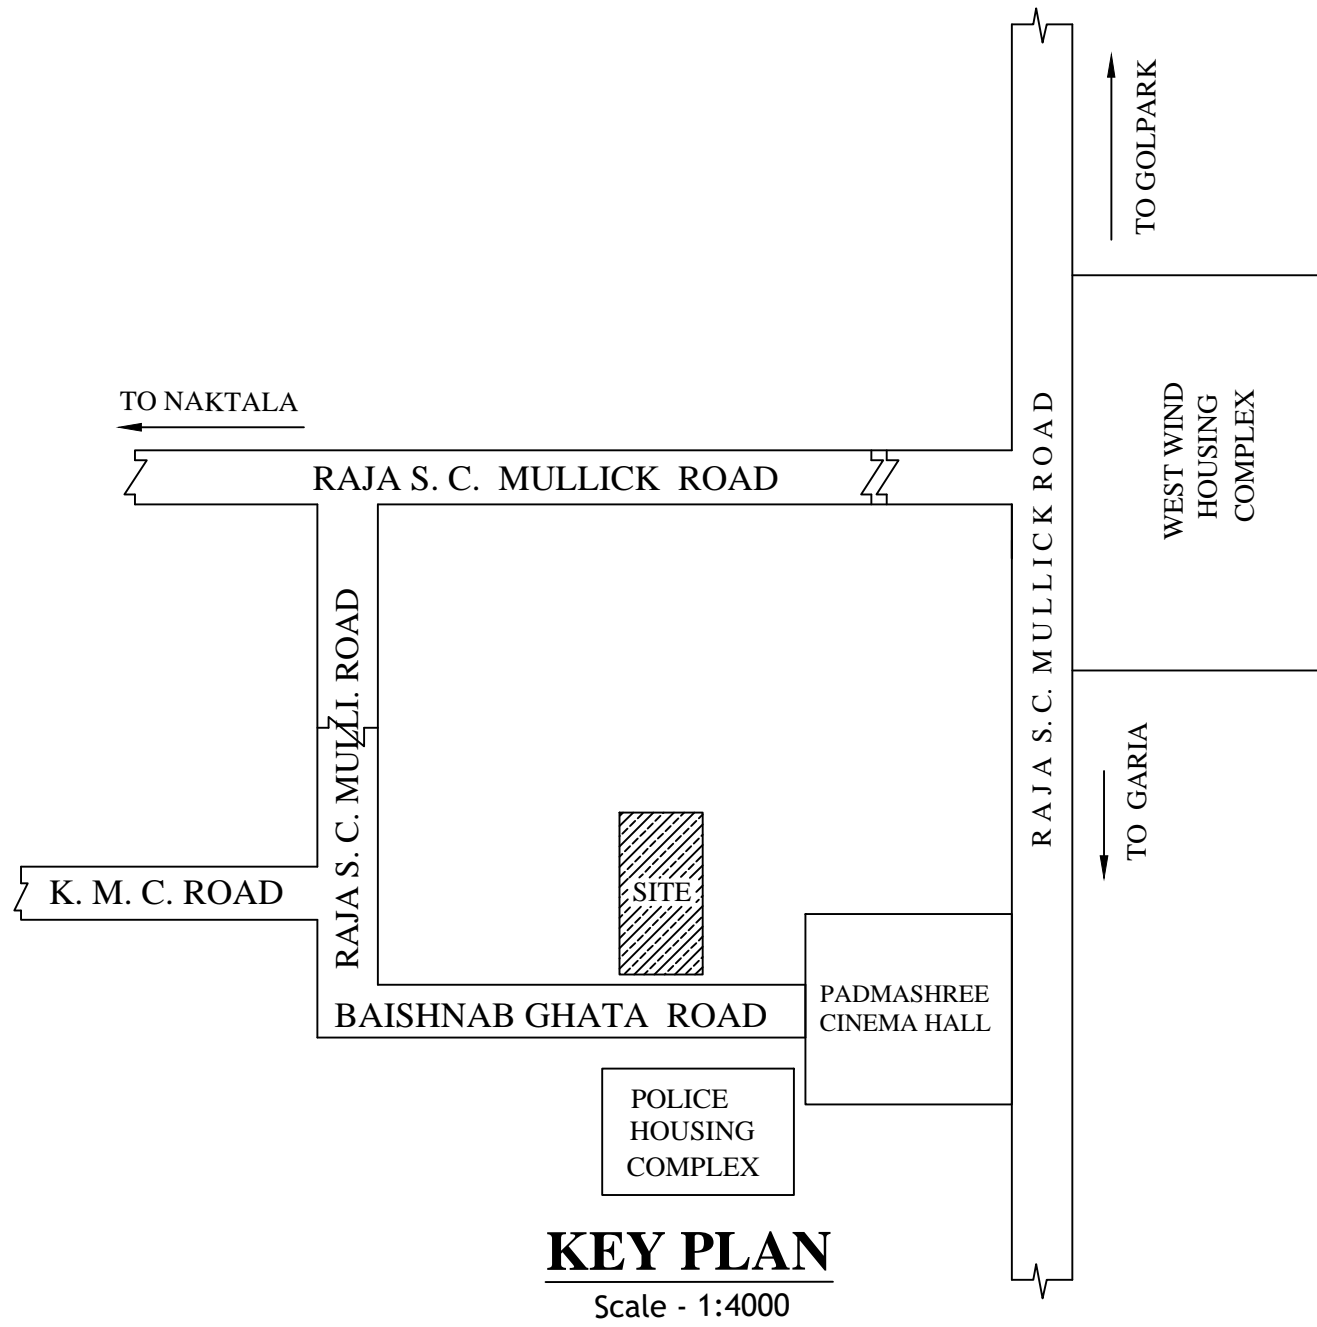 TO GOLPARK
TO NAKTALA
RAJA S. C. MULLICK ROAD
RAJA S. C. MULLICK ROAD
WEST WIND
HOUSING
COMPLEX
RAJA S. C. MULLI. ROAD
TO GARIA
K. M. C. ROAD
SITE
PADMASHREE
CINEMA HALL
BAISHNAB GHATA ROAD
POLICE
HOUSING
COMPLEX
KEY PLAN
Scale - 1:4000